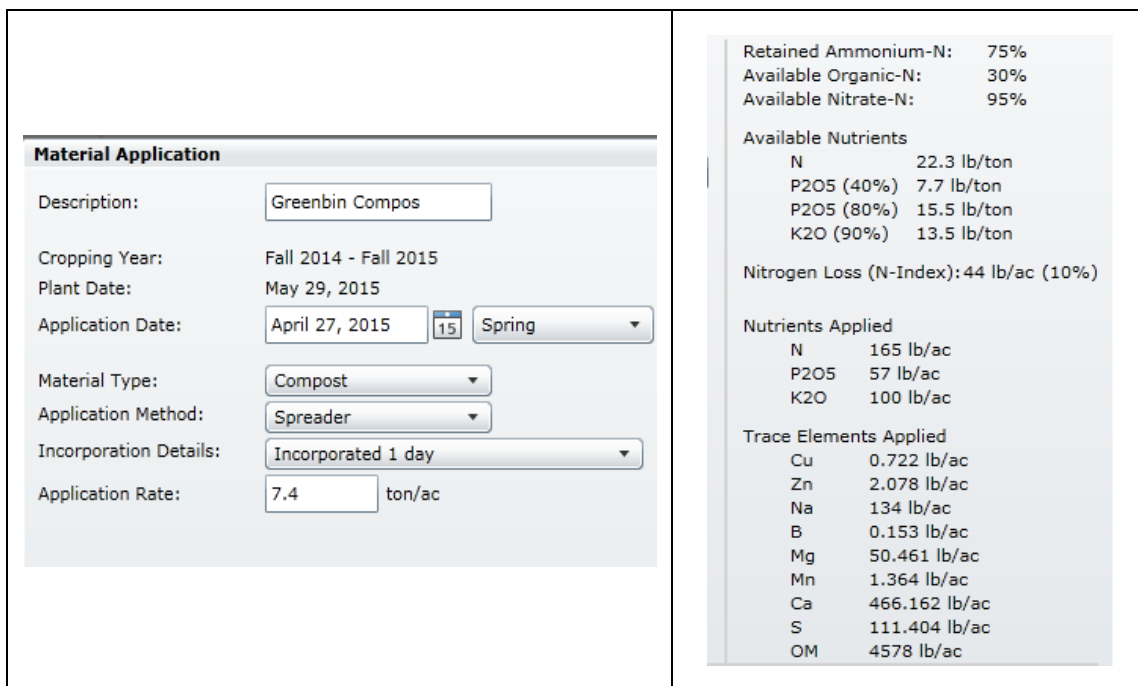 Material Application
Description: Greenbin Compos
Cropping Year: Fall 2014 - Fall 2015
Plant Date: May 29, 2015
Application Date: April 27, 2015 15 Spring
Material Type: Compost
Application Method: Spreader
Incorporation Details: Incorporated 1 day
Application Rate: 7.4 ton/ac
Retained Ammonium-N: 75%
Available Organic-N: 30%
Available Nitrate-N: 95%
Available Nutrients
N 22.3 lb/ton
P2O5 (40%) 7.7 lb/ton
P2O5 (80%) 15.5 lb/ton
K2O (90%) 13.5 lb/ton
Nitrogen Loss (N-Index): 44 lb/ac (10%)
Nutrients Applied
N 165 lb/ac
P2O5 57 lb/ac
K2O 100 lb/ac
Trace Elements Applied
Cu 0.722 lb/ac
Zn 2.078 lb/ac
Na 134 lb/ac
B 0.153 lb/ac
Mg 50.461 lb/ac
Mn 1.364 lb/ac
Ca 466.162 lb/ac
S 111.404 lb/ac
OM 4578 lb/ac